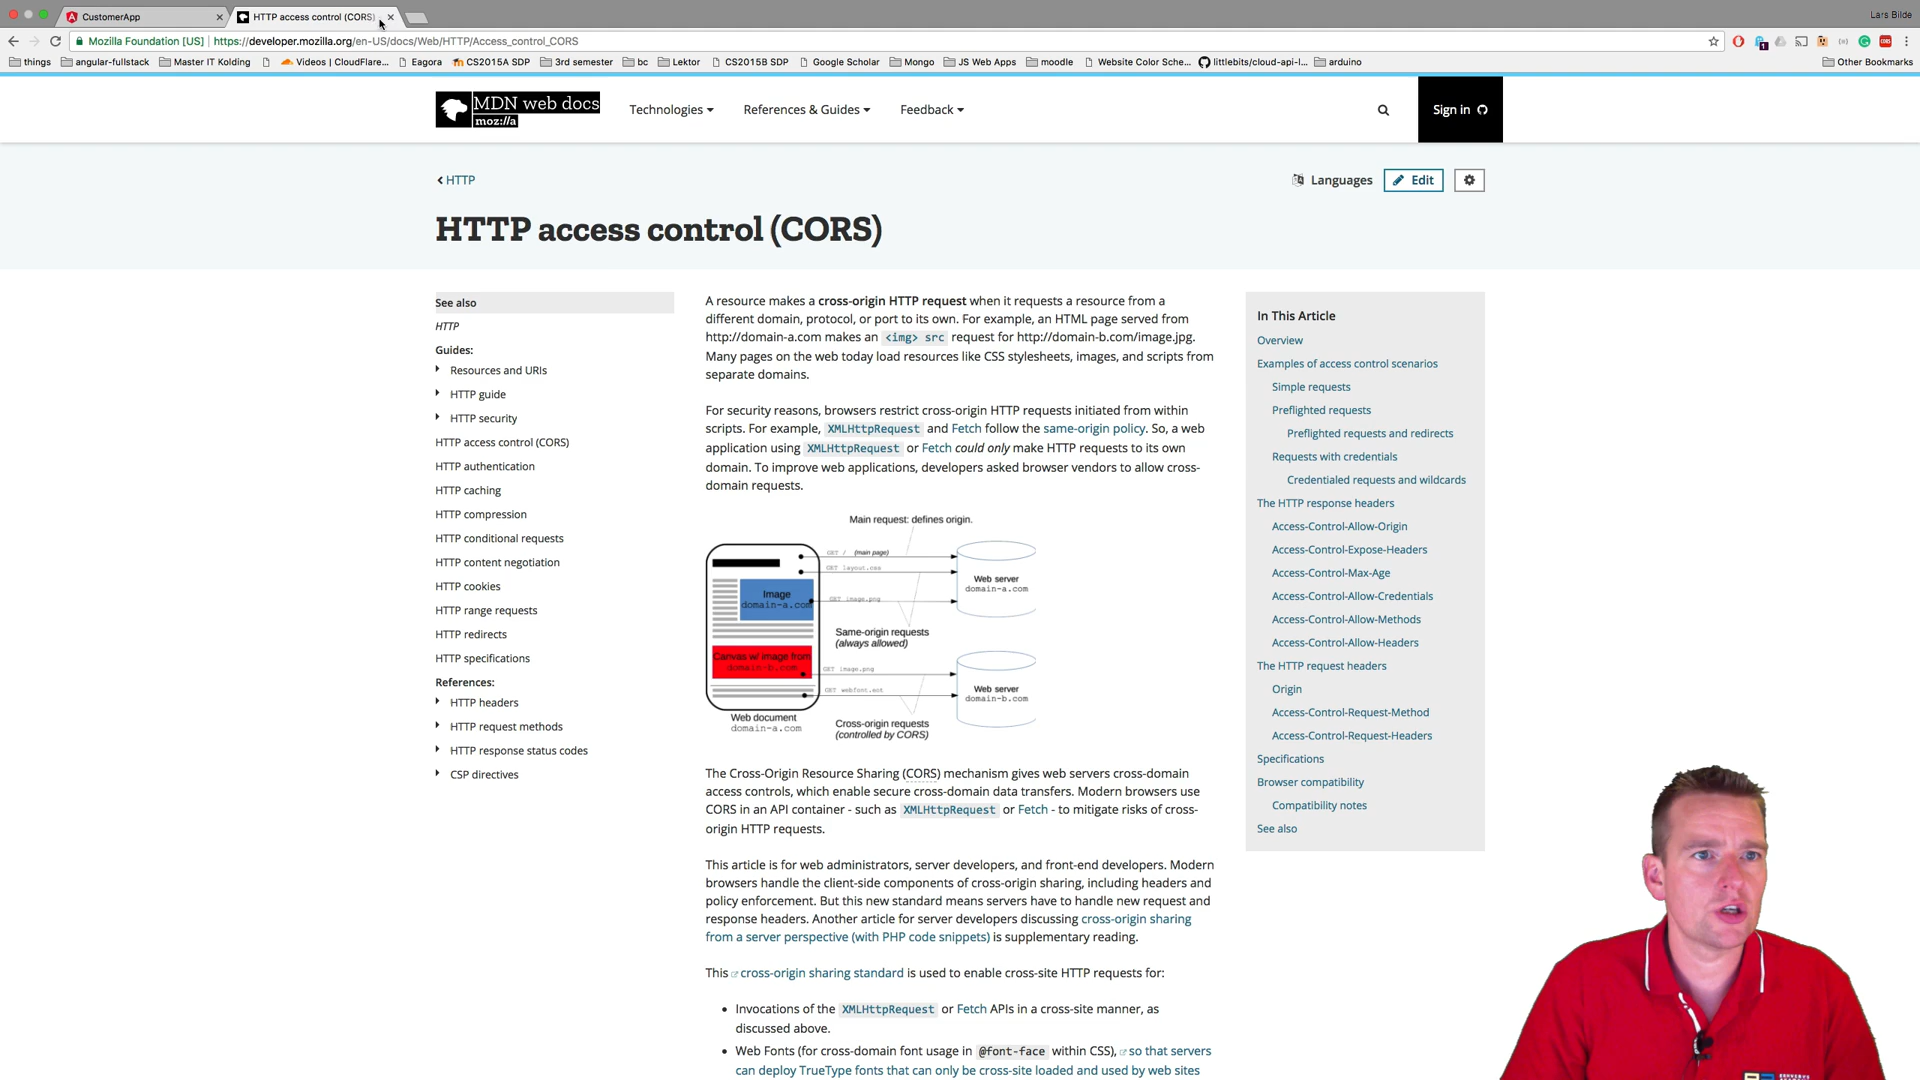 CustomerApp
HTTP access control (CORS)
Lars Bilde
Mozilla Foundation [US] https://developer.mozilla.org/en-US/docs/Web/HTTP/Access_control_CORS
things angular-fullstack Master IT Kolding Videos | CloudFlare... Eagora CS2015A SDP 3rd semester bc Lektor CS2015B SDP Google Scholar Mongo JS Web Apps moodle Website Color Sche... littlebits/cloud-api-l... arduino Other Bookmarks
MDN web docs
moz://a
Technologies References & Guides Feedback Sign in
HTTP
Languages Edit
HTTP access control (CORS)
See also
HTTP
Guides:
Resources and URIs
HTTP guide
HTTP security
HTTP access control (CORS)
HTTP authentication
HTTP caching
HTTP compression
HTTP conditional requests
HTTP content negotiation
HTTP cookies
HTTP range requests
HTTP redirects
HTTP specifications
References:
HTTP headers
HTTP request methods
HTTP response status codes
CSP directives
A resource makes a cross-origin HTTP request when it requests a resource from a
different domain, protocol, or port to its own. For example, an HTML page served from
http://domain-a.com makes an <img> src request for http://domain-b.com/image.jpg.
Many pages on the web today load resources like CSS stylesheets, images, and scripts from
separate domains.
For security reasons, browsers restrict cross-origin HTTP requests initiated from within
scripts. For example, XMLHttpRequest and Fetch follow the same-origin policy. So, a web
application using XMLHttpRequest or Fetch could only make HTTP requests to its own
domain. To improve web applications, developers asked browser vendors to allow cross-
domain requests.
Main request: defines origin.
GET / (main page)
GET layout.css
GET image.png
Image
domain-a.com
Web server
domain-a.com
Same-origin requests
(always allowed)
Canvas w/ image from
domain-b.com
GET image.png
GET webfont.eot
Web server
domain-b.com
Web document
domain-a.com
Cross-origin requests
(controlled by CORS)
The Cross-Origin Resource Sharing (CORS) mechanism gives web servers cross-domain
access controls, which enable secure cross-domain data transfers. Modern browsers use
CORS in an API container - such as XMLHttpRequest or Fetch - to mitigate risks of cross-
origin HTTP requests.
This article is for web administrators, server developers, and front-end developers. Modern
browsers handle the client-side components of cross-origin sharing, including headers and
policy enforcement. But this new standard means servers have to handle new request and
response headers. Another article for server developers discussing cross-origin sharing
from a server perspective (with PHP code snippets) is supplementary reading.
This cross-origin sharing standard is used to enable cross-site HTTP requests for:
• Invocations of the XMLHttpRequest or Fetch APIs in a cross-site manner, as
discussed above.
• Web Fonts (for cross-domain font usage in @font-face within CSS), so that servers
can deploy TrueType fonts that can only be cross-site loaded and used by web sites
In This Article
Overview
Examples of access control scenarios
Simple requests
Preflighted requests
Preflighted requests and redirects
Requests with credentials
Credentialed requests and wildcards
The HTTP response headers
Access-Control-Allow-Origin
Access-Control-Expose-Headers
Access-Control-Max-Age
Access-Control-Allow-Credentials
Access-Control-Allow-Methods
Access-Control-Allow-Headers
The HTTP request headers
Origin
Access-Control-Request-Method
Access-Control-Request-Headers
Specifications
Browser compatibility
Compatibility notes
See also